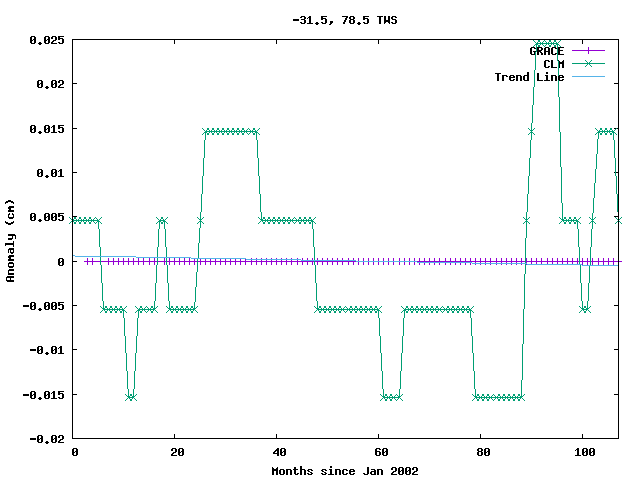 -31.5, 78.5 TWS
0.025
0.02
0.015
0.01
0.005
0
-0.005
-0.01
-0.015
-0.02
Anomaly (cm)
GRACE
CLM
Trend Line
0 20 40 60 80 100
Months since Jan 2002